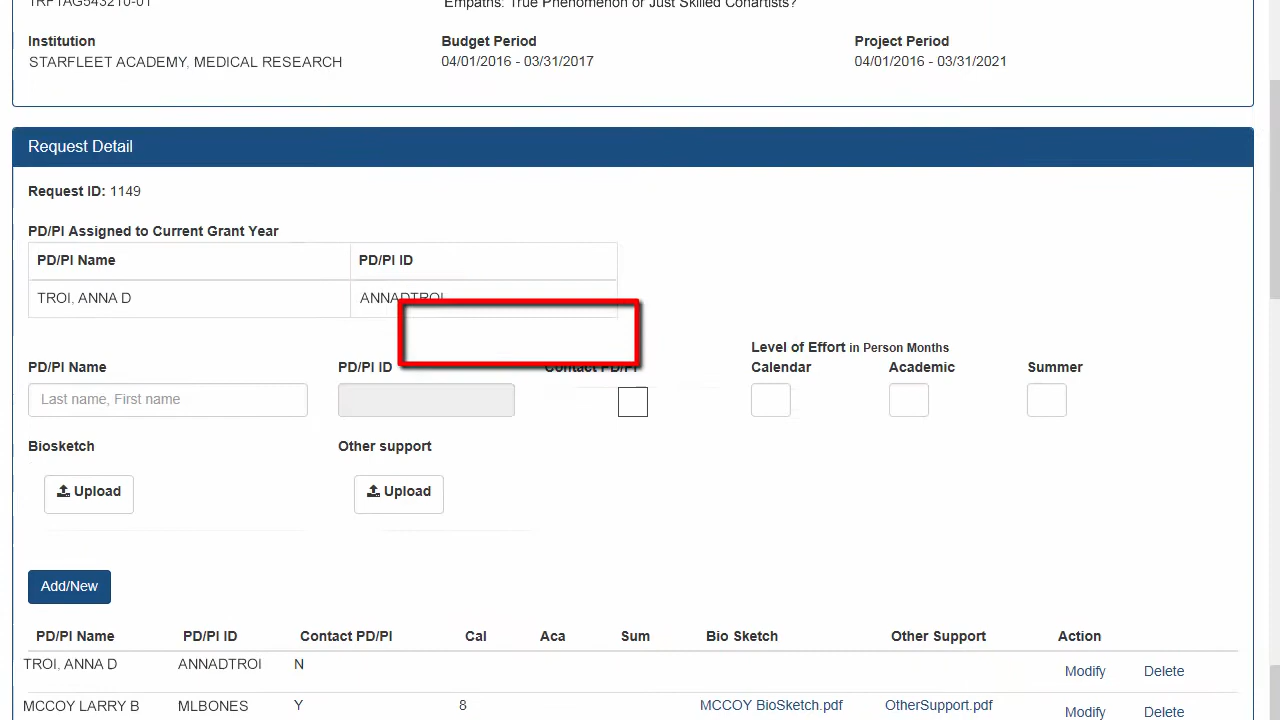 TRPTAG543210-01 Empaths: True Phenomenon or Just Skilled Conartists?
Institution Budget Period Project Period
STARFLEET ACADEMY, MEDICAL RESEARCH 04/01/2016 - 03/31/2017 04/01/2016 - 03/31/2021
Request Detail
Request ID: 1149
PD/PI Assigned to Current Grant Year
PD/PI Name PD/PI ID
TROI, ANNA D ANNADTROI
Level of Effort in Person Months
PD/PI Name PD/PI ID Contact PD/PI Calendar Academic Summer
Last name, First name
Biosketch Other support
Upload Upload
Add/New
PD/PI Name PD/PI ID Contact PD/PI Cal Aca Sum Bio Sketch Other Support Action
TROI, ANNA D ANNADTROI N Modify Delete
MCCOY LARRY B MLBONES Y 8 MCCOY BioSketch.pdf OtherSupport.pdf Modify Delete